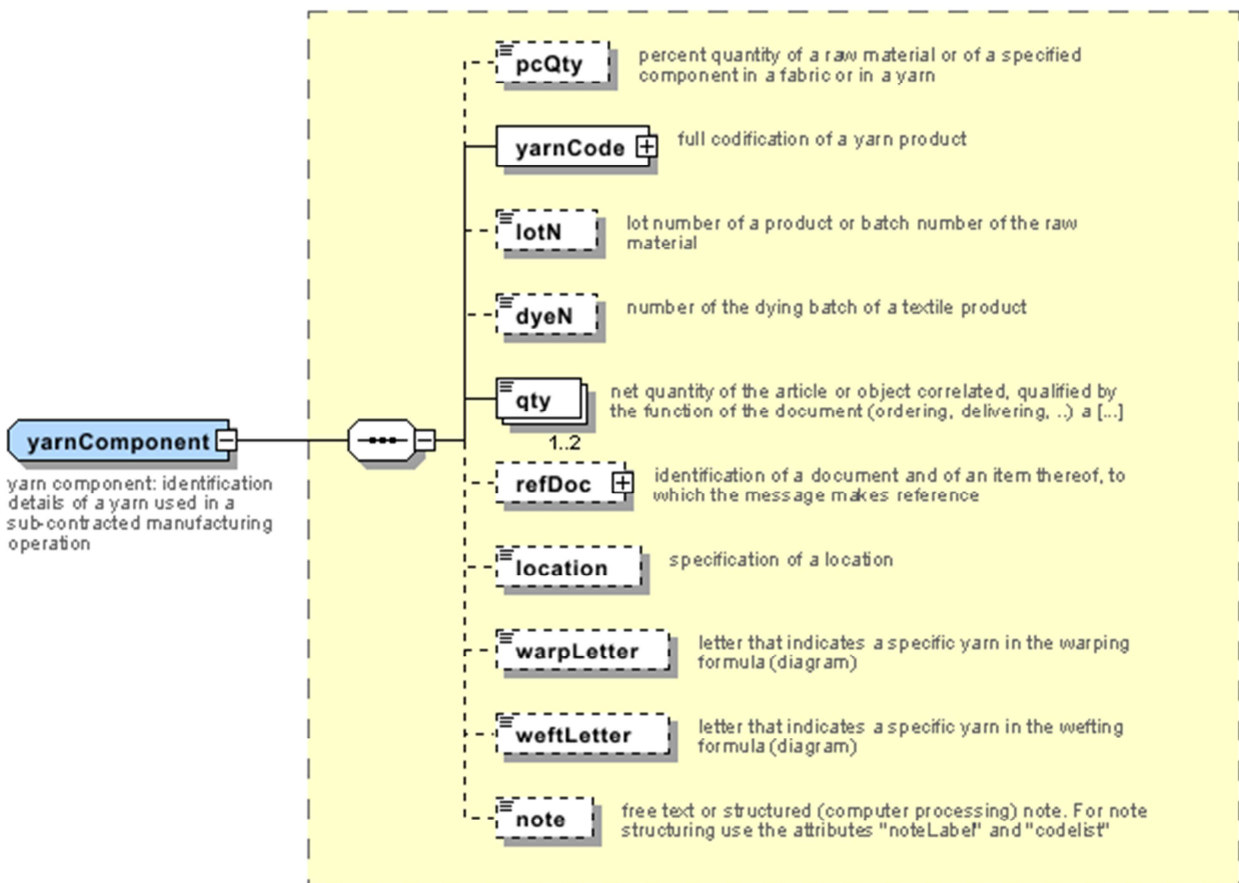 pcQty
percent quantity of a raw material or of a specified
component in a fabric or in a yarn
yarnCode
full codification of a yarn product
lotN
lot number of a product or batch number of the raw
material
dyeN
number of the dying batch of a textile product
qty
net quantity of the article or object correlated, qualified by
the function of the document (ordering, delivering, ..) a [...]
1..2
yarnComponent
yarn component: identification
details of a yarn used in a
sub-contracted manufacturing
operation
refDoc
identification of a document and of an item thereof, to
which the message makes reference
location
specification of a location
warpLetter
letter that indicates a specific yarn in the warping
formula (diagram)
weftLetter
letter that indicates a specific yarn in the wefting
formula (diagram)
note
free text or structured (computer processing) note. For note
structuring use the attributes "noteLabel" and "codelist"